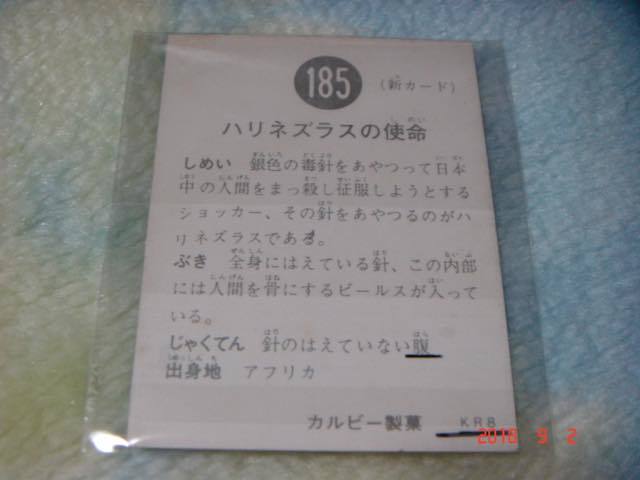 185 (新カード)
ハリネズラスの使命
しめい 銀色の毒針をあやつって日本
中の人間をまっ殺し征服しようとする
ショッカー、その針をあやつるのがハ
リネズラスである。
ぶき 全身にはえている針、この内部
には人間を骨にするビールスが入って
いる。
じゃくてん 針のはえていない腹
出身地 アフリカ
カルビー製菓 KR8
2018 9 2